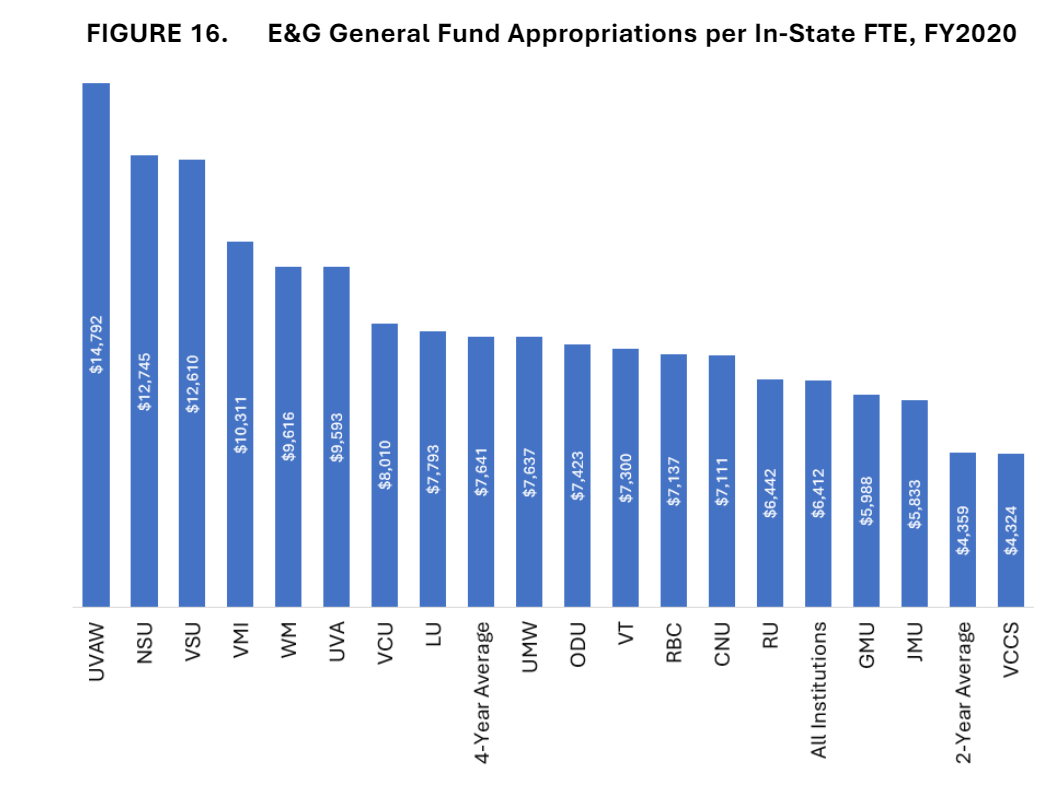 FIGURE 16. E&G General Fund Appropriations per In-State FTE, FY2020
$14,792
$12,745
$12,610
$10,311
$9,616
$9,593
$8,010
$7,793
$7,641
$7,637
$7,423
$7,300
$7,137
$7,111
$6,442
$6,412
$5,988
$5,833
$4,359
$4,324
UVAW
NSU
VSU
VMI
WM
UVA
VCU
LU
4-Year Average
UMW
ODU
VT
RBC
CNU
RU
All Institutions
GMU
JMU
2-Year Average
VCCS